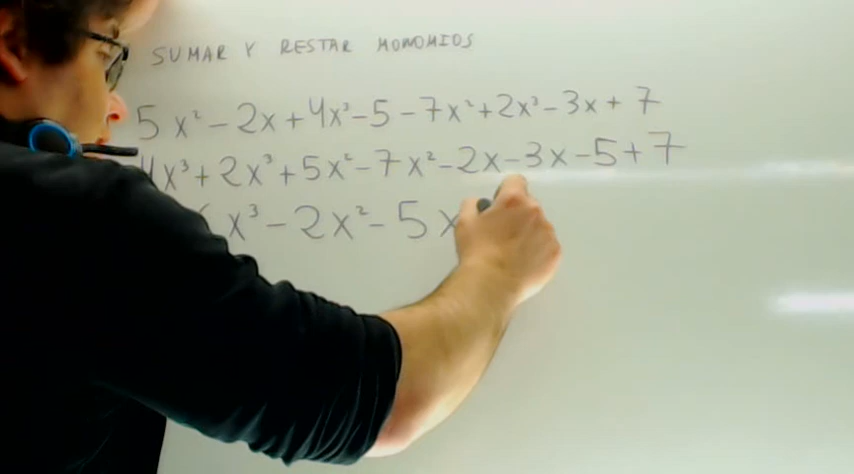 SUMAR Y RESTAR MONOMIOS
5x² - 2x + 4x³ - 5 - 7x² + 2x³ - 3x + 7
4x³ + 2x³ + 5x² - 7x² - 2x - 3x - 5 + 7
x³ - 2x² - 5x